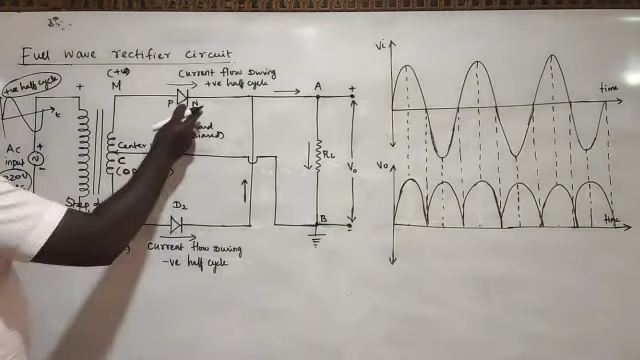 Full wave rectifier circuit
+ve half cycle
C+ve
M
Current flow During
+ve half cycle
+
P
N
A
+
t
Ac
input
+
-
Center
C
RL
Vo
Step
D2
B
Current flow During
-ve half cycle
Vi
time
Vo
time